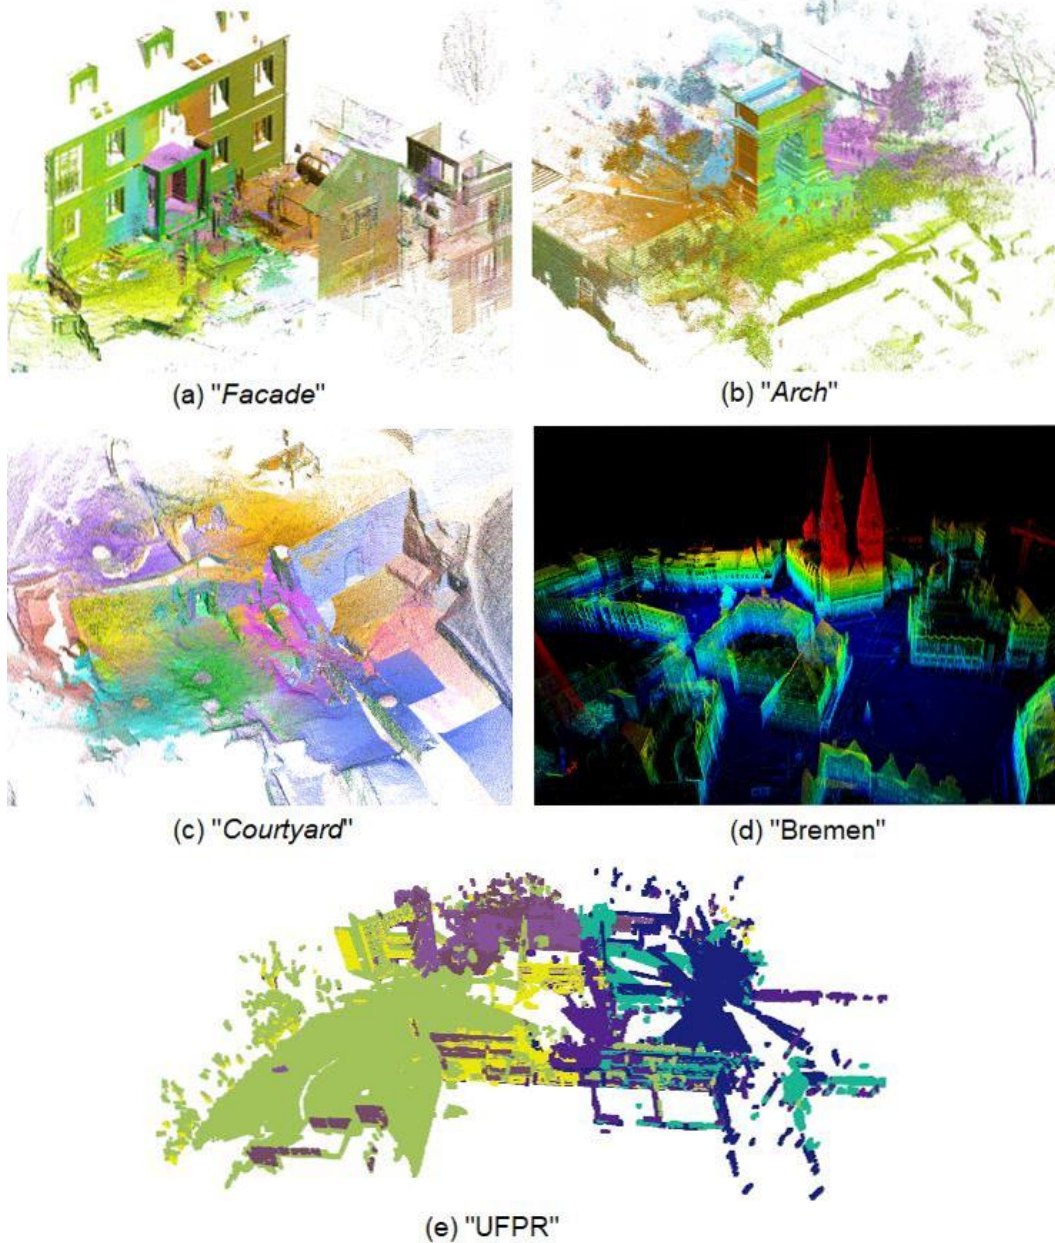 (a) "Facade"
(b) "Arch"
(c) "Courtyard"
(d) "Bremen"
(e) "UFPR"